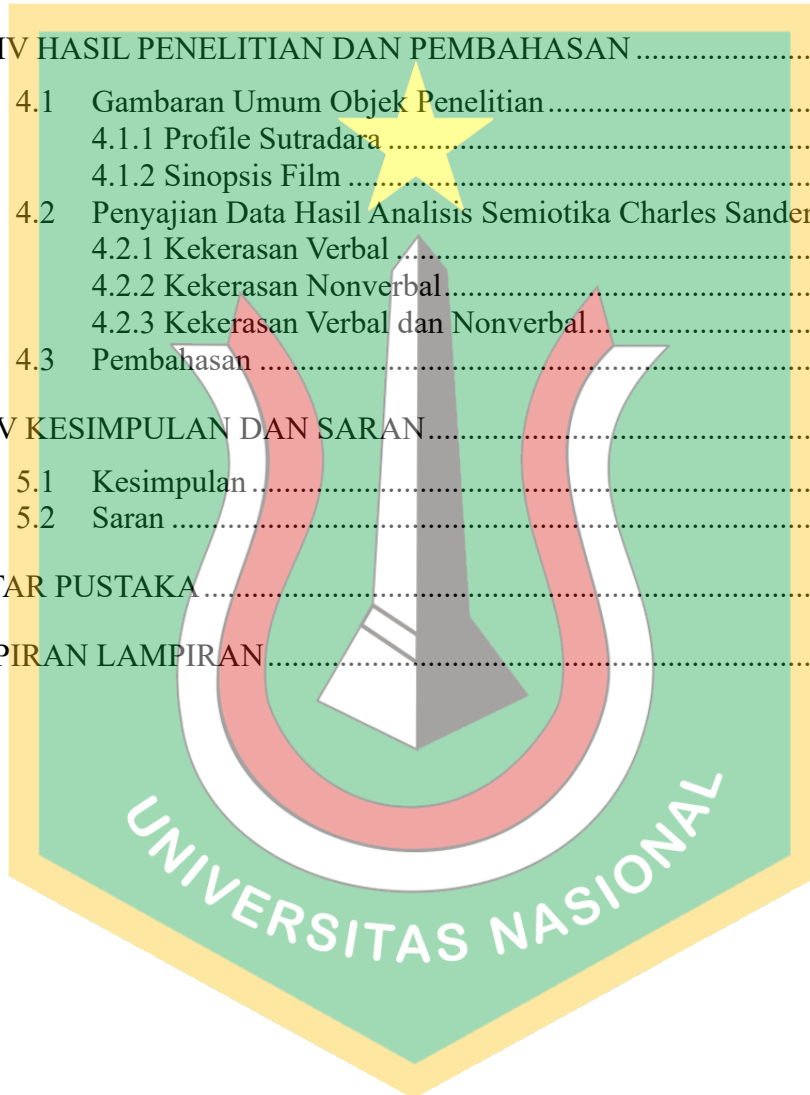 IV HASIL PENELITIAN DAN PEMBAHASAN
4.1 Gambaran Umum Objek Penelitian
4.1.1 Profile Sutradara
4.1.2 Sinopsis Film
4.2 Penyajian Data Hasil Analisis Semiotika Charles Sander
4.2.1 Kekerasan Verbal
4.2.2 Kekerasan Nonverbal
4.2.3 Kekerasan Verbal dan Nonverbal
4.3 Pembahasan
V KESIMPULAN DAN SARAN
5.1 Kesimpulan
5.2 Saran
TAR PUSTAKA
PIRAN LAMPIRAN
UNIVERSITAS NASIONAL